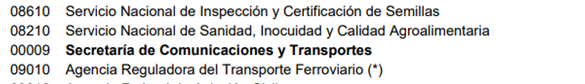 08610 Servicio Nacional de Inspección y Certificación de Semillas
08210 Servicio Nacional de Sanidad, Inocuidad y Calidad Agroalimentaria
00009 Secretaría de Comunicaciones y Transportes
09010 Agencia Reguladora del Transporte Ferroviario (*)